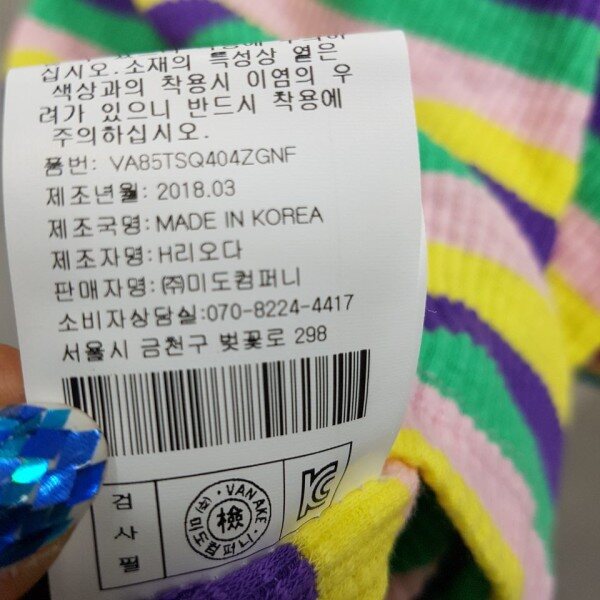 십시오.소재의 특성상 옅은
색상과의 착용시 이염의 우
려가 있으니 반드시 착용에
주의하십시오.
품번: VA85TSQ404ZGNF
제조년월: 2018.03
제조국명: MADE IN KOREA
제조자명: H리오다
판매자명: ㈜미도컴퍼니
소비자상담실:070-8224-4417
서울시 금천구 벚꽃로 298
검
사
필
· VAN AKE ·
檢
㈜미도컴퍼니
KC